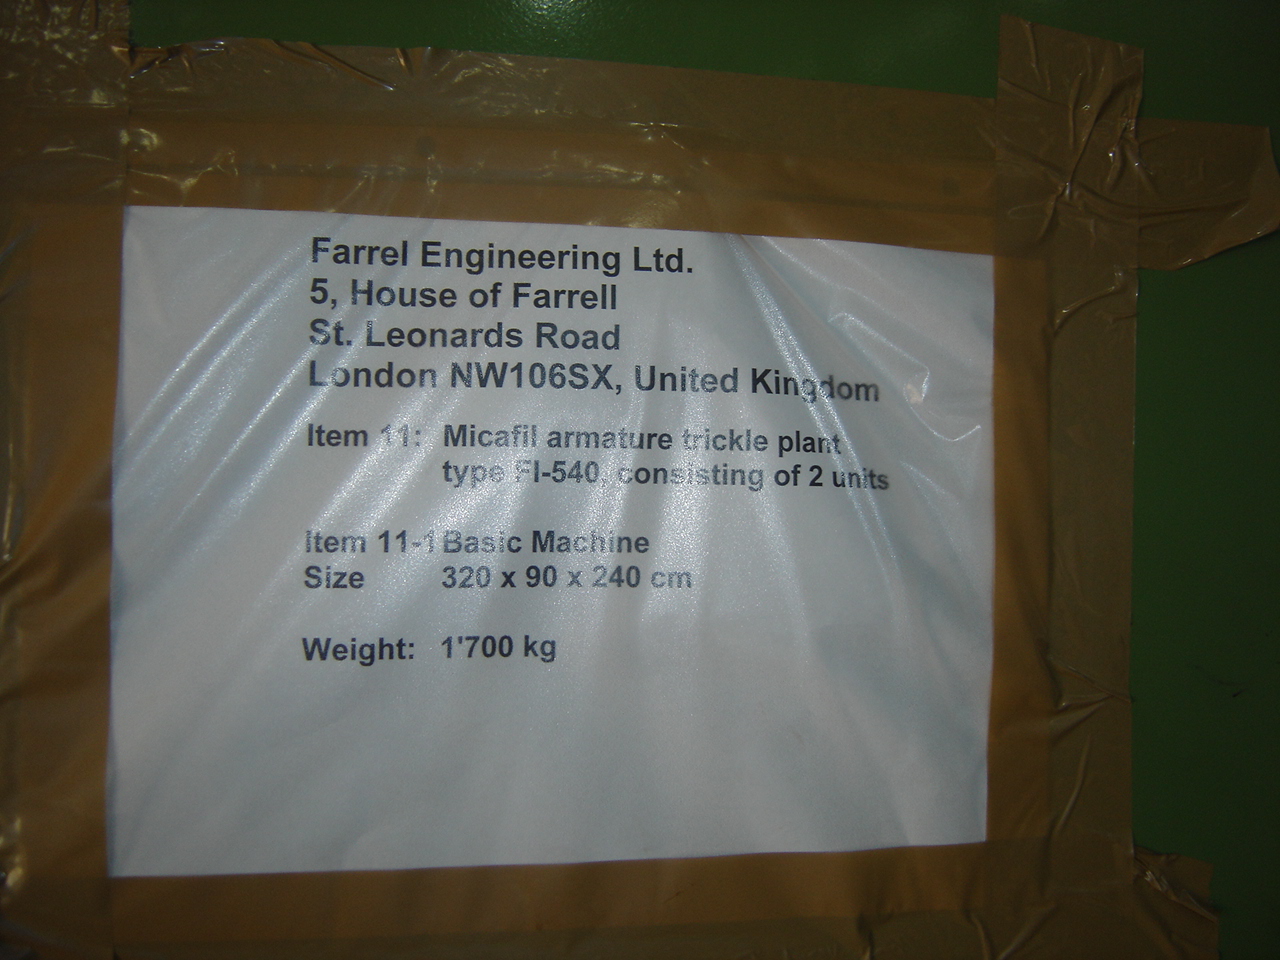 Farrel Engineering Ltd.
5, House of Farrell
St. Leonards Road
London NW106SX, United Kingdom
Item 11: Micafil armature trickle plant
type FI-540, consisting of 2 units
Item 11-1 Basic Machine
Size 320 x 90 x 240 cm
Weight: 1'700 kg